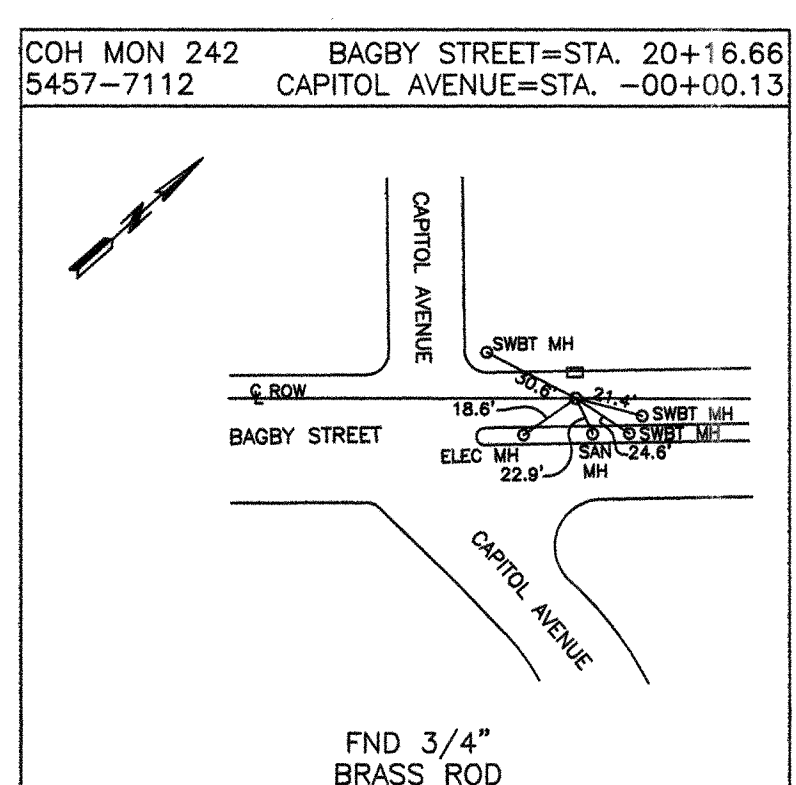 COH MON 242 BAGBY STREET=STA. 20+16.66
5457-7112 CAPITOL AVENUE=STA. -00+00.13
N
CAPITOL AVENUE
SWBT MH
30.6'
21.4'
℄ ROW
18.6'
SWBT MH
BAGBY STREET
SWBT MH
ELEC MH
SAN
MH
24.6'
22.9'
CAPITOL AVENUE
FND 3/4"
BRASS ROD